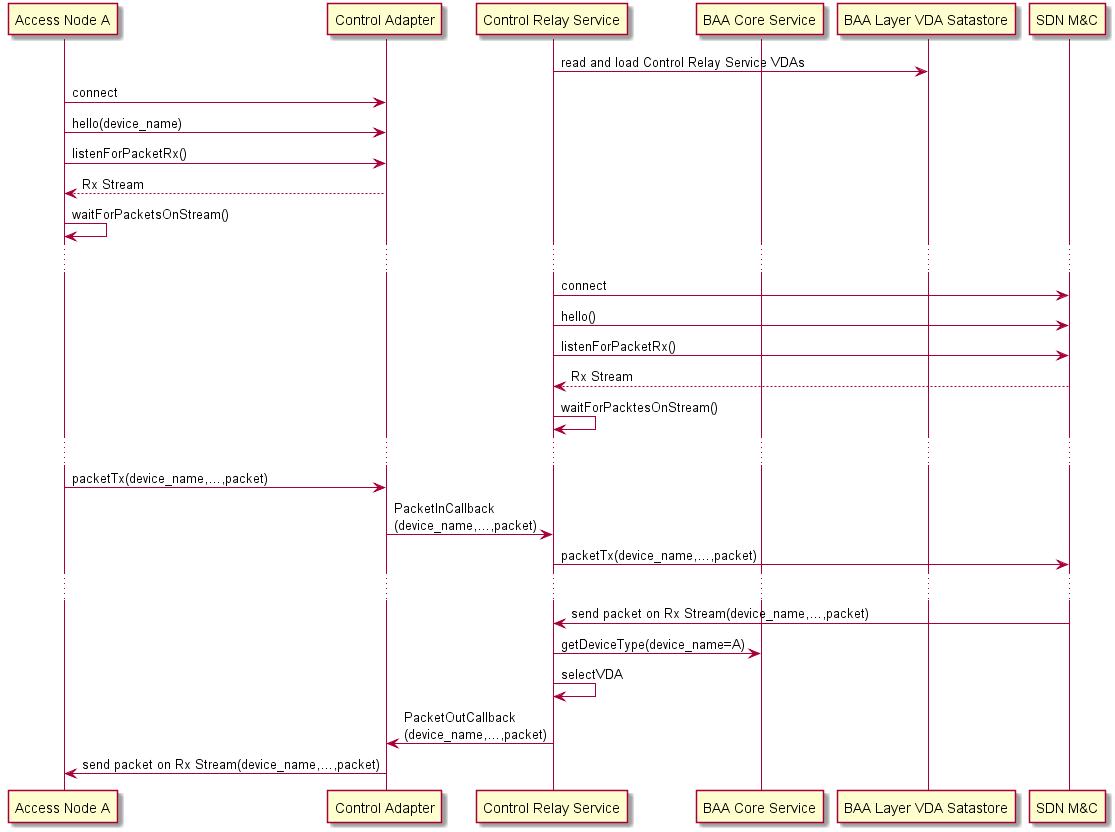 Access Node A
Control Adapter
Control Relay Service
BAA Core Service
BAA Layer VDA Satastore
SDN M&C
read and load Control Relay Service VDAs
connect
hello(device_name)
listenForPacketRx()
Rx Stream
waitForPacketsOnStream()
connect
hello()
listenForPacketRx()
Rx Stream
waitForPacktesOnStream()
packetTx(device_name,...,packet)
PacketInCallback
(device_name,...,packet)
packetTx(device_name,...,packet)
send packet on Rx Stream(device_name,...,packet)
getDeviceType(device_name=A)
selectVDA
PacketOutCallback
(device_name,...,packet)
send packet on Rx Stream(device_name,...,packet)
Access Node A
Control Adapter
Control Relay Service
BAA Core Service
BAA Layer VDA Satastore
SDN M&C